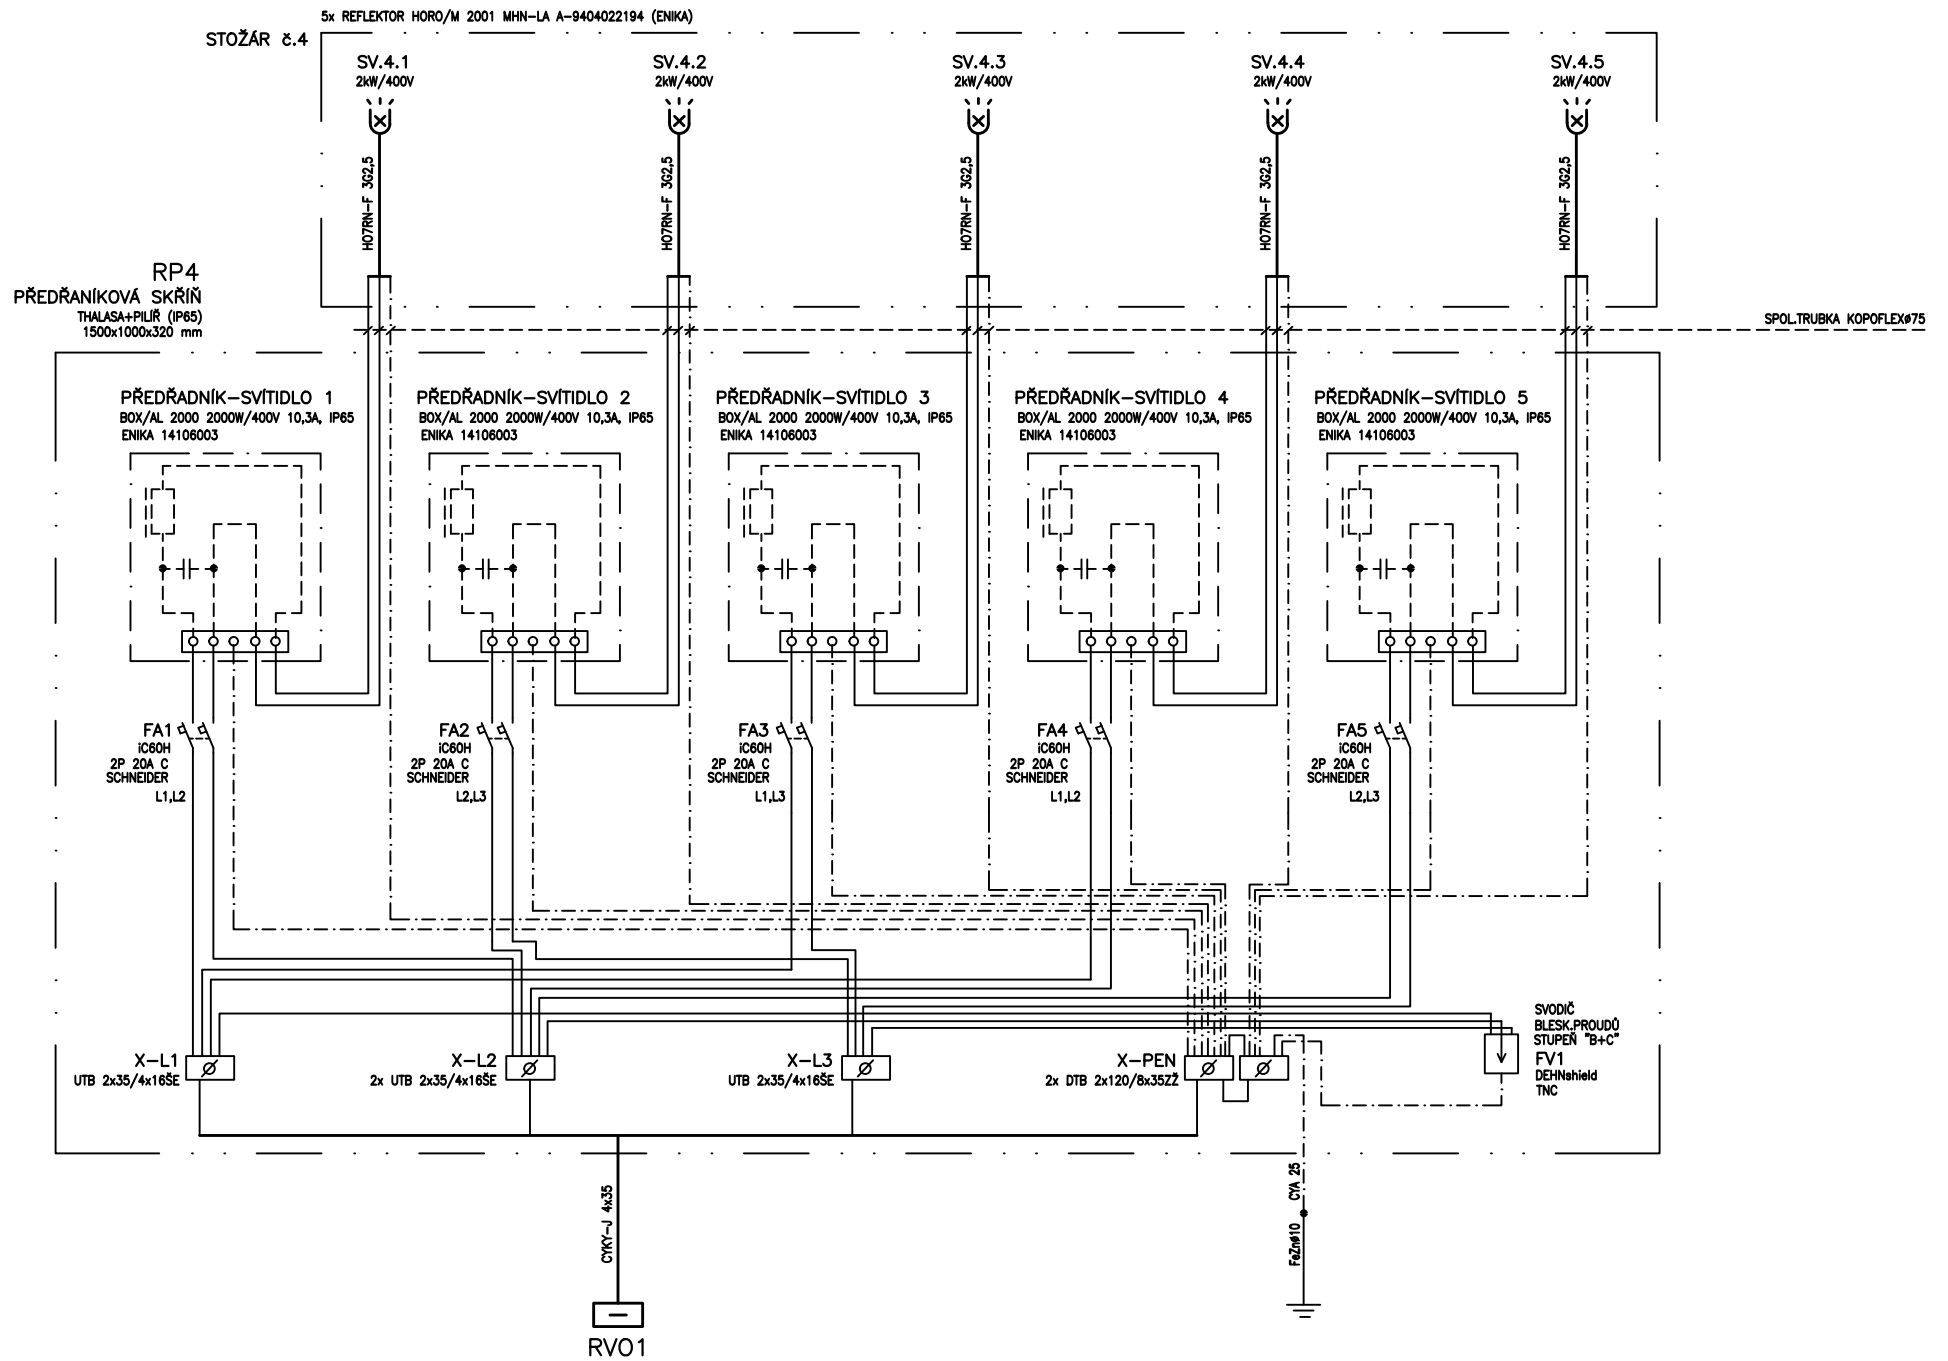 5x REFLEKTOR HORO/M 2001 MHN-LA A-9404022194 (ENIKA)
STOŽÁR č.4
SV.4.1
2kW/400V
SV.4.2
2kW/400V
SV.4.3
2kW/400V
SV.4.4
2kW/400V
SV.4.5
2kW/400V
H07RN-F 3G2,5
H07RN-F 3G2,5
H07RN-F 3G2,5
H07RN-F 3G2,5
H07RN-F 3G2,5
RP4
PŘEDŘANÍKOVÁ SKŘÍŇ
THALASA+PILÍŘ (IP65)
1500x1000x320 mm
SPOL.TRUBKA KOPOFLEXø75
PŘEDŘADNÍK-SVÍTIDLO 1
BOX/AL 2000 2000W/400V 10,3A, IP65
ENIKA 14106003
PŘEDŘADNÍK-SVÍTIDLO 2
BOX/AL 2000 2000W/400V 10,3A, IP65
ENIKA 14106003
PŘEDŘADNÍK-SVÍTIDLO 3
BOX/AL 2000 2000W/400V 10,3A, IP65
ENIKA 14106003
PŘEDŘADNÍK-SVÍTIDLO 4
BOX/AL 2000 2000W/400V 10,3A, IP65
ENIKA 14106003
PŘEDŘADNÍK-SVÍTIDLO 5
BOX/AL 2000 2000W/400V 10,3A, IP65
ENIKA 14106003
FA1
iC60H
2P 20A C
SCHNEIDER
L1,L2
FA2
iC60H
2P 20A C
SCHNEIDER
L2,L3
FA3
iC60H
2P 20A C
SCHNEIDER
L1,L3
FA4
iC60H
2P 20A C
SCHNEIDER
L1,L2
FA5
iC60H
2P 20A C
SCHNEIDER
L2,L3
X-L1
UTB 2x35/4x16ŠE
X-L2
2x UTB 2x35/4x16ŠE
X-L3
UTB 2x35/4x16ŠE
X-PEN
2x DTB 2x120/8x35ZŽ
SVODIČ
BLESK.PROUDŮ
STUPEŇ "B+C"
FV1
DEHNshield
TNC
CYKY-J 4x35
CYA 25
FeZnø10
RVO1